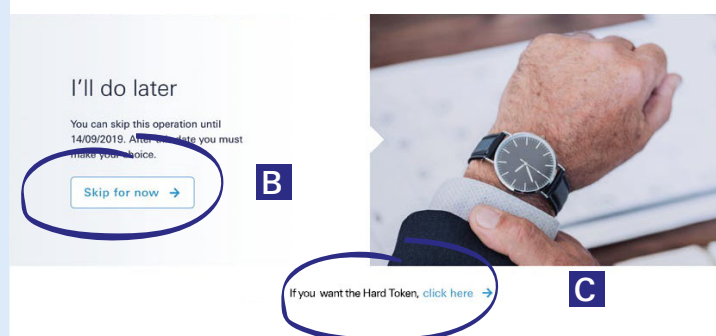 I'll do later
You can skip this operation until
14/09/2019. After this date you must
make your choice.
Skip for now →
B
If you want the Hard Token, click here →
C